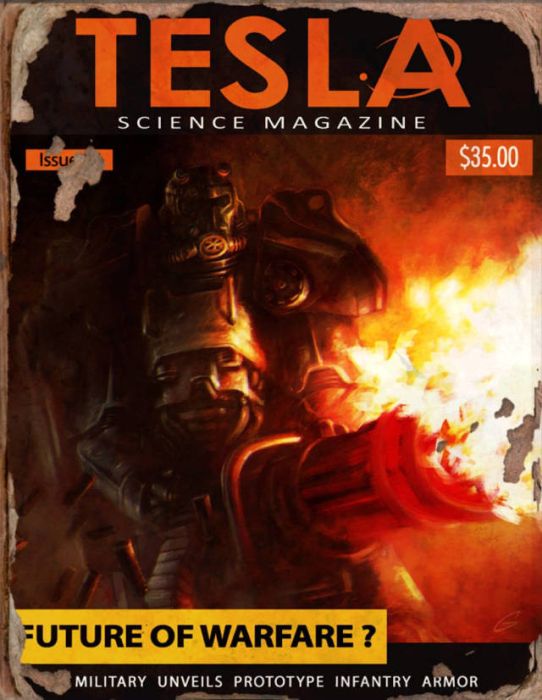 TESLA
SCIENCE MAGAZINE
$35.00
FUTURE OF WARFARE ?
MILITARY UNVEILS PROTOTYPE INFANTRY ARMOR